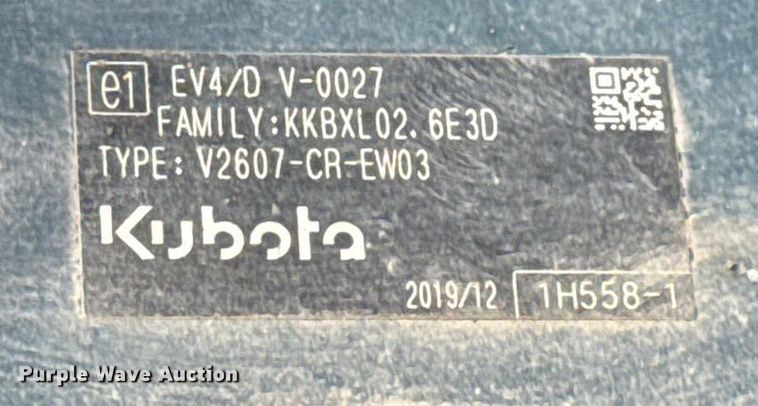 e1 EV4/D V-0027
FAMILY:KKBXL02.6E3D
TYPE: V2607-CR-EW03
Kubota
2019/12 1H558-1
Purple Wave Auction